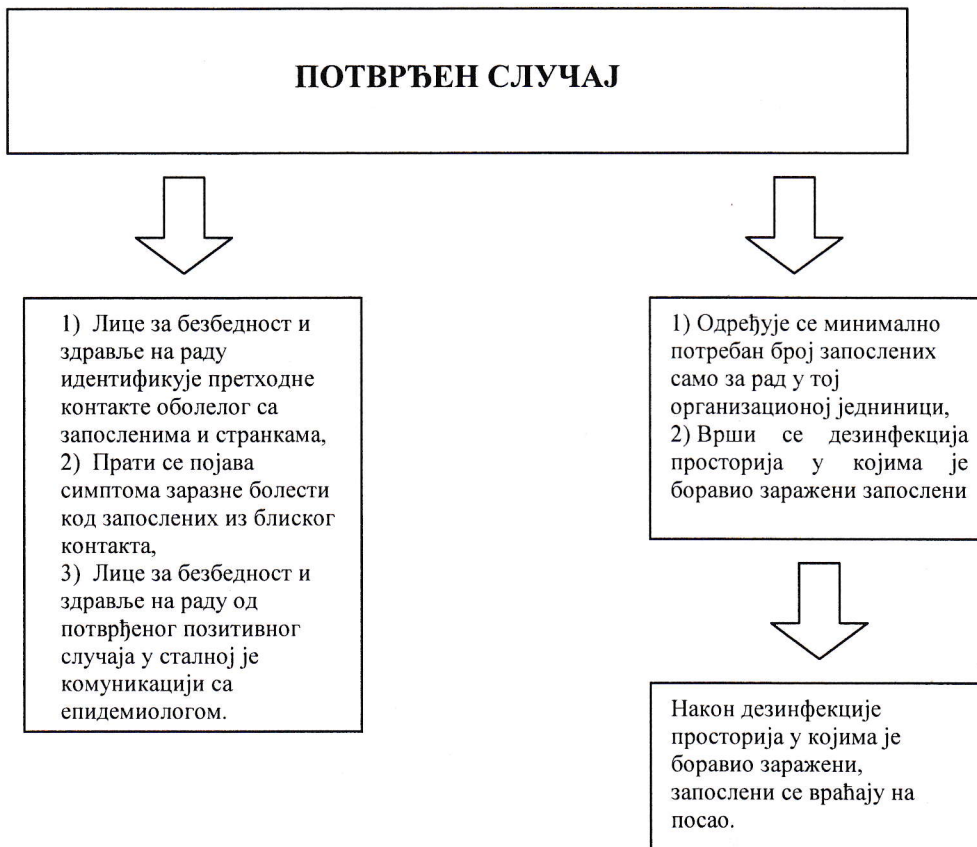 ПОТВРЂЕН СЛУЧАЈ
1) Лице за безбедност и
здравље на раду
идентификује претходне
контакте оболелог са
запосленима и странкама,
2) Прати се појава
симптома заразне болести
код запослених из блиског
контакта,
3) Лице за безбедност и
здравље на раду од
потврђеног позитивног
случаја у сталној је
комуникацији са
епидемиологом.
1) Одређује се минимално
потребан број запослених
само за рад у тој
организационој једниници,
2) Врши се дезинфекција
просторија у којима је
боравио заражени запослени
Након дезинфекције
просторија у којима је
боравио заражени,
запослени се враћају на
посао.